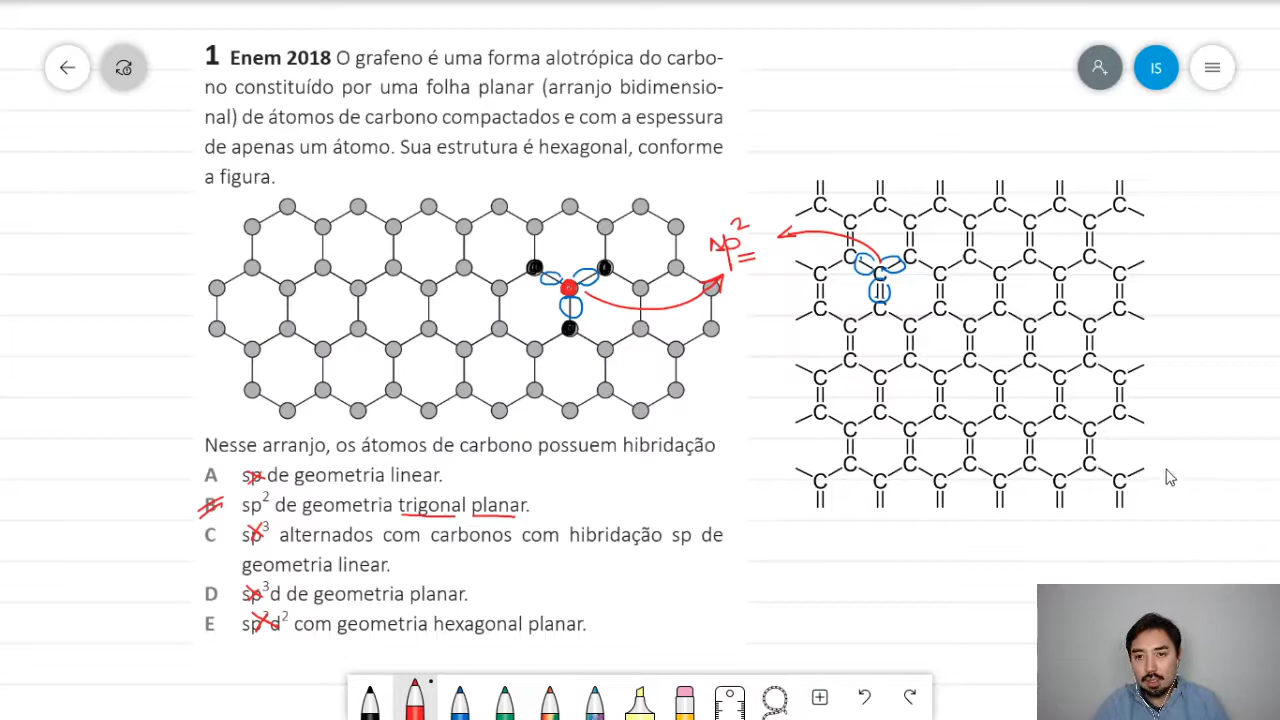 1 Enem 2018 O grafeno é uma forma alotrópica do carbo-
no constituído por uma folha planar (arranjo bidimensio-
nal) de átomos de carbono compactados e com a espessura
de apenas um átomo. Sua estrutura é hexagonal, conforme
a figura.
IS
sp²
C C C C C C
C C C C C
C C C C C
C C C C C C
C C C C C C
C C C C C
C C C C C
C C C C C C
C C C C C C
C C C C C
C C C C C
C C C C C C
Nesse arranjo, os átomos de carbono possuem hibridação
A sp de geometria linear.
B sp² de geometria trigonal planar.
C sp³ alternados com carbonos com hibridação sp de
geometria linear.
D sp³d de geometria planar.
E sp³d² com geometria hexagonal planar.